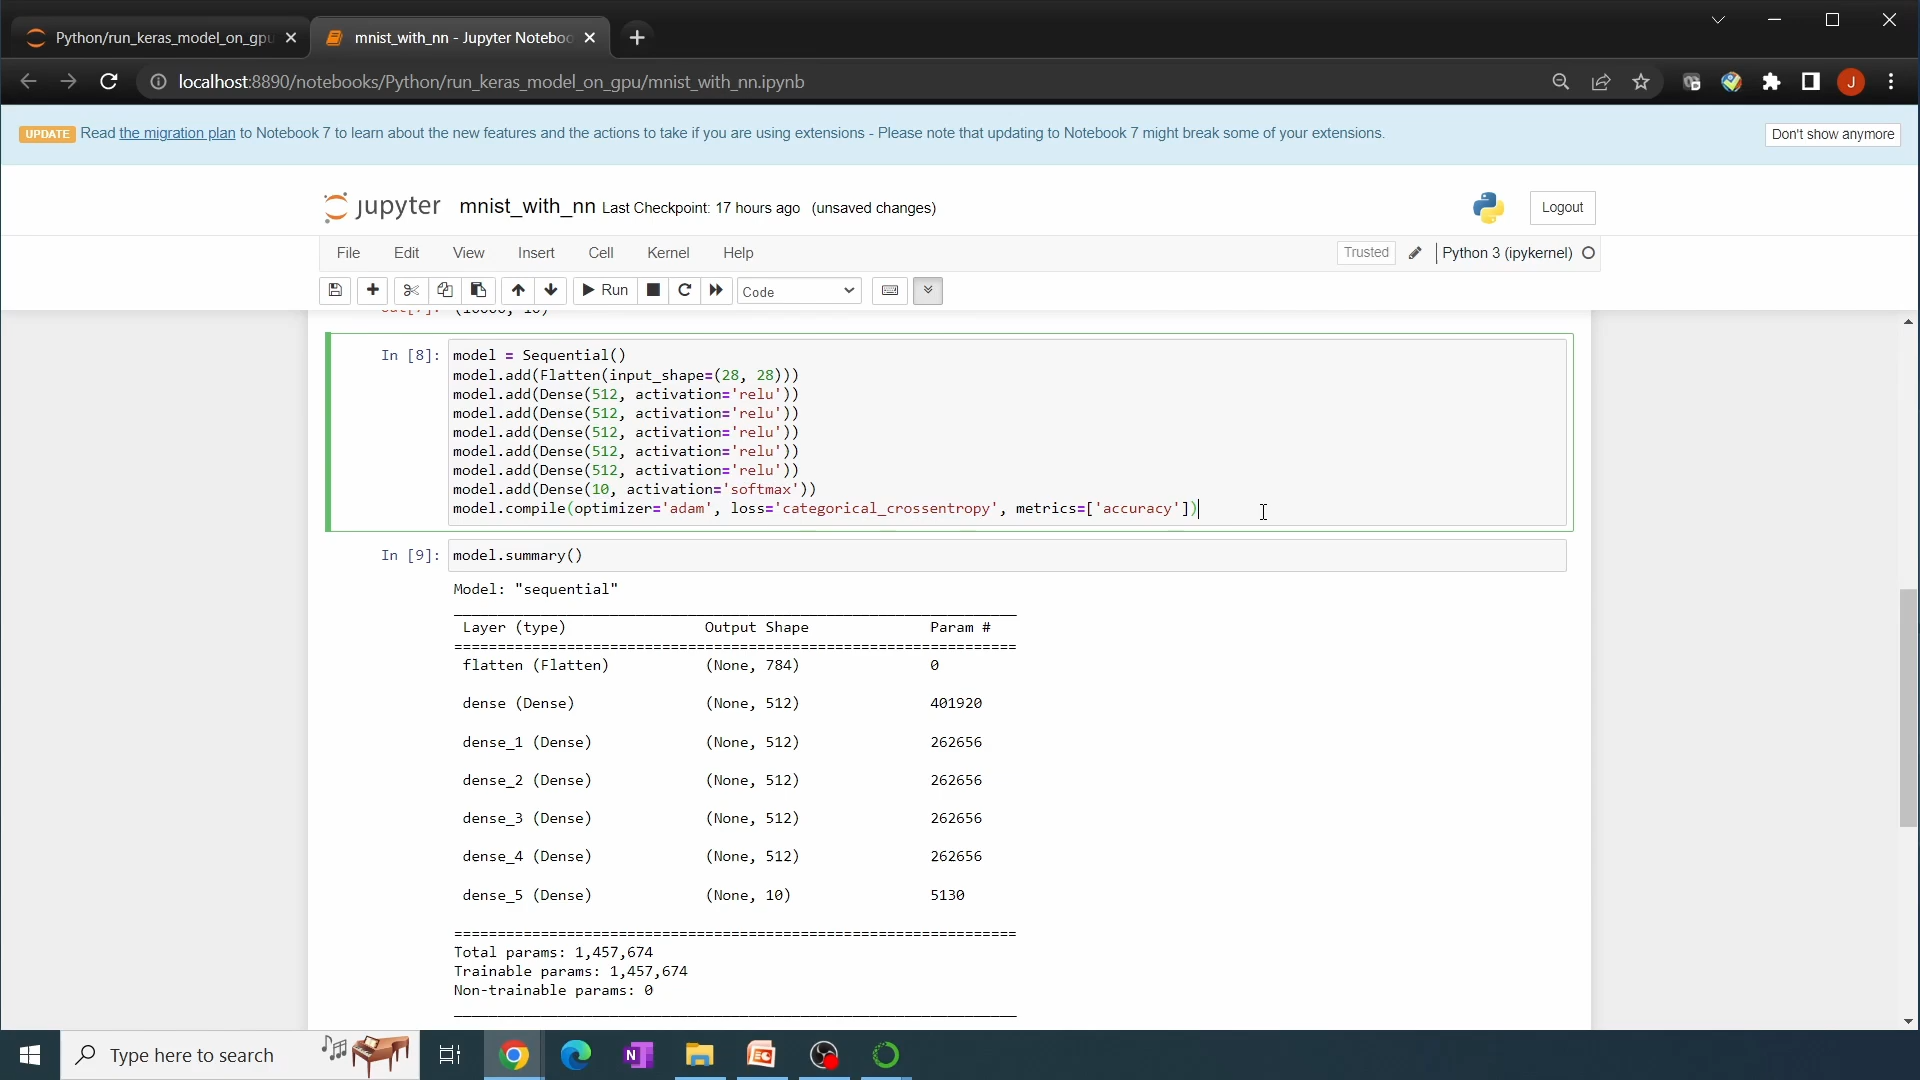 Python/run_keras_model_on_gpu
mnist_with_nn - Jupyter Noteboo
localhost:8890/notebooks/Python/run_keras_model_on_gpu/mnist_with_nn.ipynb
J
UPDATE Read the migration plan to Notebook 7 to learn about the new features and the actions to take if you are using extensions - Please note that updating to Notebook 7 might break some of your extensions.
Don't show anymore
jupyter mnist_with_nn Last Checkpoint: 17 hours ago (unsaved changes)
Logout
File Edit View Insert Cell Kernel Help
Trusted Python 3 (ipykernel)
Run Code
Out[7]: (10000, 10)
In [8]: model = Sequential()
model.add(Flatten(input_shape=(28, 28)))
model.add(Dense(512, activation='relu'))
model.add(Dense(512, activation='relu'))
model.add(Dense(512, activation='relu'))
model.add(Dense(512, activation='relu'))
model.add(Dense(512, activation='relu'))
model.add(Dense(10, activation='softmax'))
model.compile(optimizer='adam', loss='categorical_crossentropy', metrics=['accuracy'])
In [9]: model.summary()
Model: "sequential"
Layer (type) Output Shape Param #
flatten (Flatten) (None, 784) 0
dense (Dense) (None, 512) 401920
dense_1 (Dense) (None, 512) 262656
dense_2 (Dense) (None, 512) 262656
dense_3 (Dense) (None, 512) 262656
dense_4 (Dense) (None, 512) 262656
dense_5 (Dense) (None, 10) 5130
Total params: 1,457,674
Trainable params: 1,457,674
Non-trainable params: 0
Type here to search
N